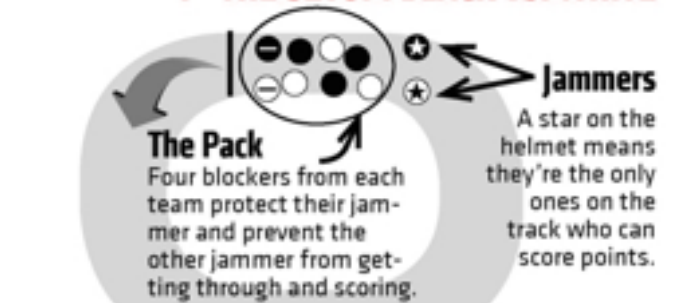 Jammers
A star on the
helmet means
they're the only
ones on the
track who can
score points.
The Pack
Four blockers from each
team protect their jam-
mer and prevent the
other jammer from get-
ting through and scoring.